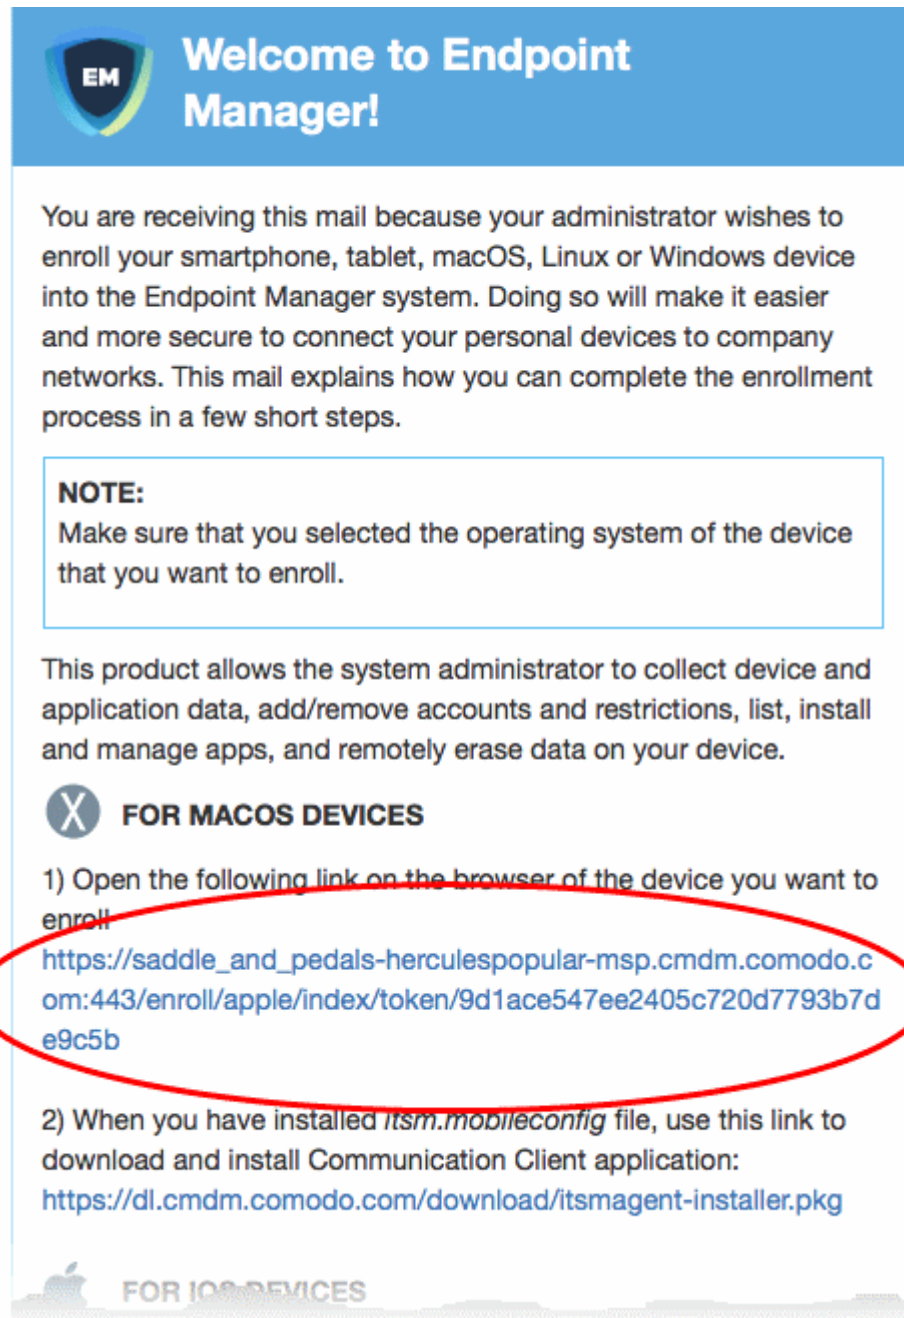 EM
Welcome to Endpoint
Manager!
You are receiving this mail because your administrator wishes to
enroll your smartphone, tablet, macOS, Linux or Windows device
into the Endpoint Manager system. Doing so will make it easier
and more secure to connect your personal devices to company
networks. This mail explains how you can complete the enrollment
process in a few short steps.
NOTE:
Make sure that you selected the operating system of the device
that you want to enroll.
This product allows the system administrator to collect device and
application data, add/remove accounts and restrictions, list, install
and manage apps, and remotely erase data on your device.
X FOR MACOS DEVICES
1) Open the following link on the browser of the device you want to
enroll
https://saddle_and_pedals-herculespopular-msp.cmdm.comodo.c
om:443/enroll/apple/index/token/9d1ace547ee2405c720d7793b7d
e9c5b
2) When you have installed itsm.mobileconfig file, use this link to
download and install Communication Client application:
https://dl.cmdm.comodo.com/download/itsmagent-installer.pkg
FOR IOS DEVICES